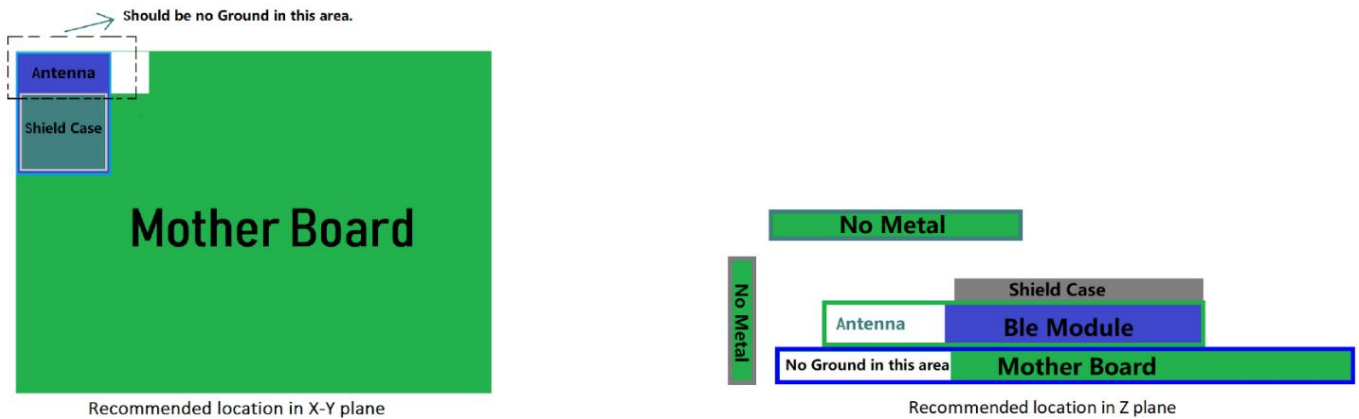 Should be no Ground in this area.
Antenna
Shield Case
Mother Board
Recommended location in X-Y plane
No Metal
No Metal
Shield Case
Antenna
Ble Module
No Ground in this area
Mother Board
Recommended location in Z plane